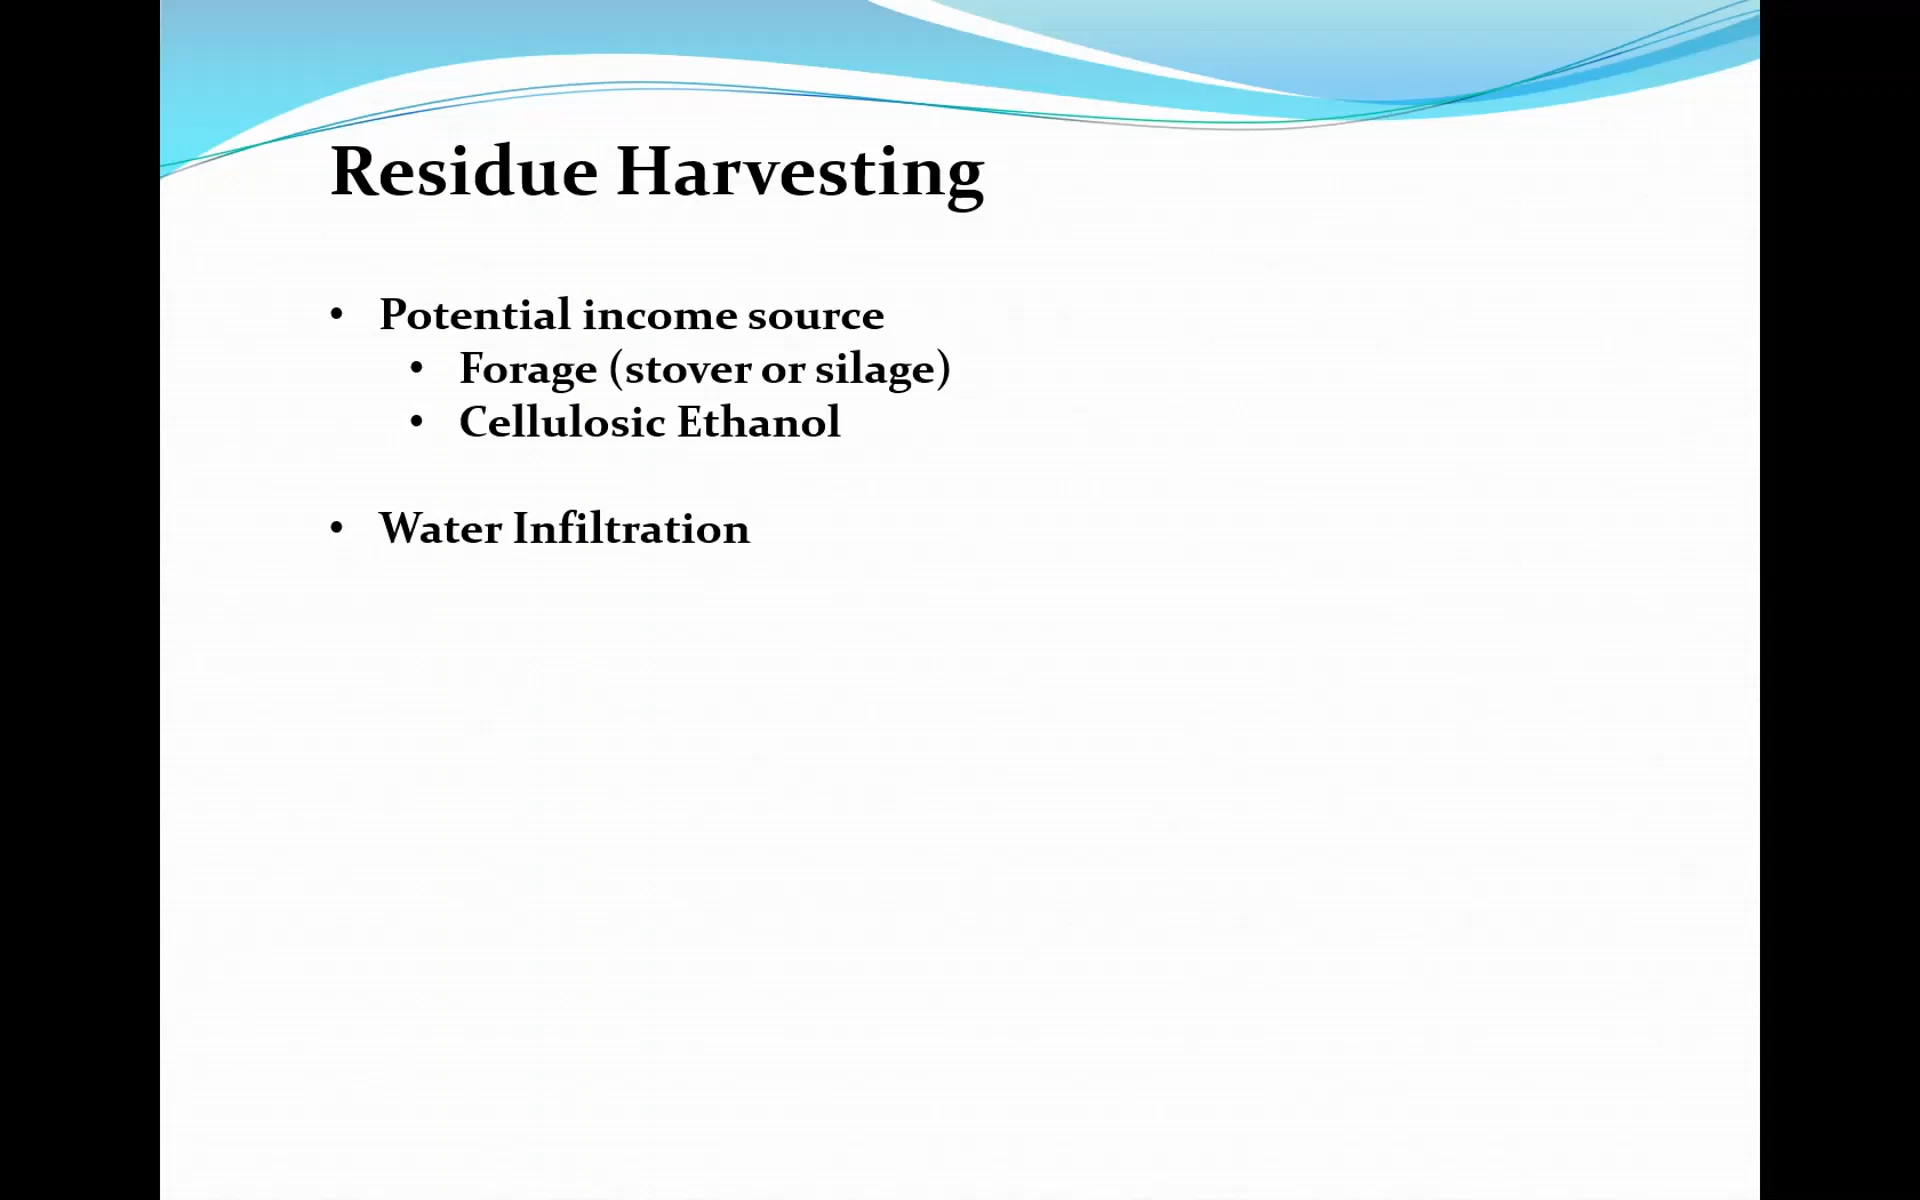 Residue Harvesting
• Potential income source
• Forage (stover or silage)
• Cellulosic Ethanol
• Water Infiltration